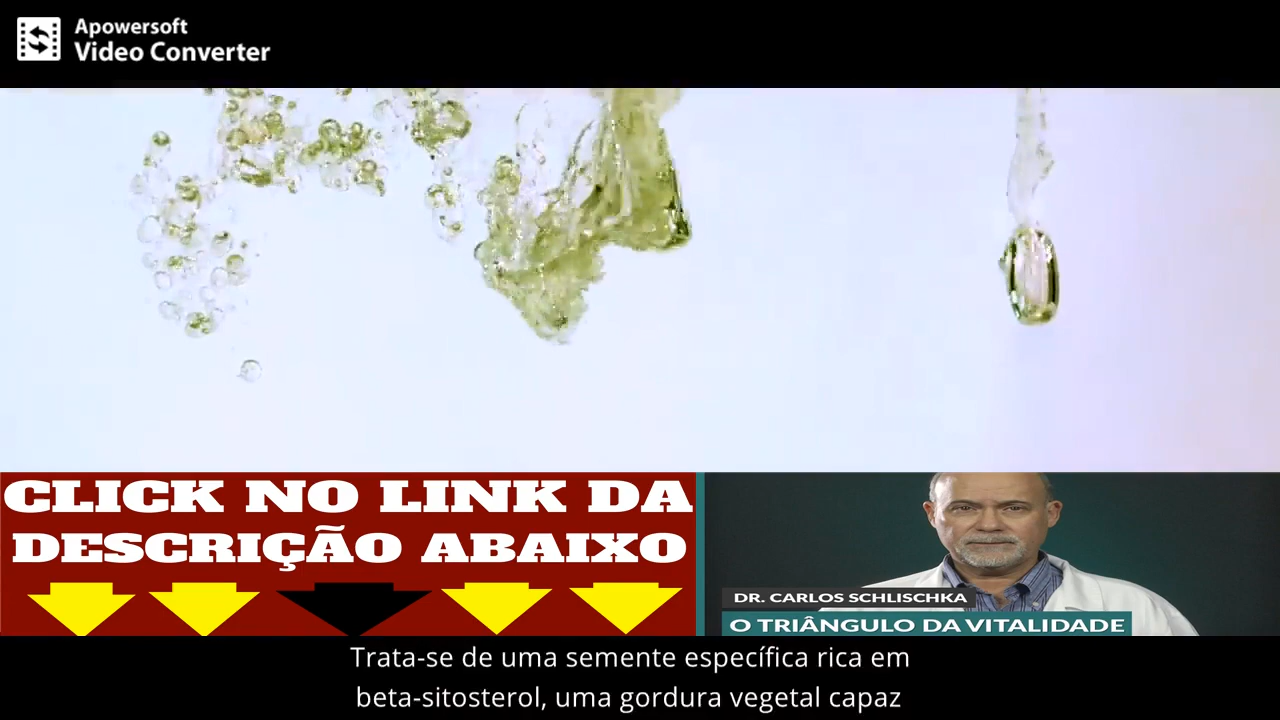 Apowersoft
Video Converter
CLICK NO LINK DA
DESCRIÇÃO ABAIXO
DR. CARLOS SCHLISCHKA
O TRIÂNGULO DA VITALIDADE
Trata-se de uma semente específica rica em
beta-sitosterol, uma gordura vegetal capaz